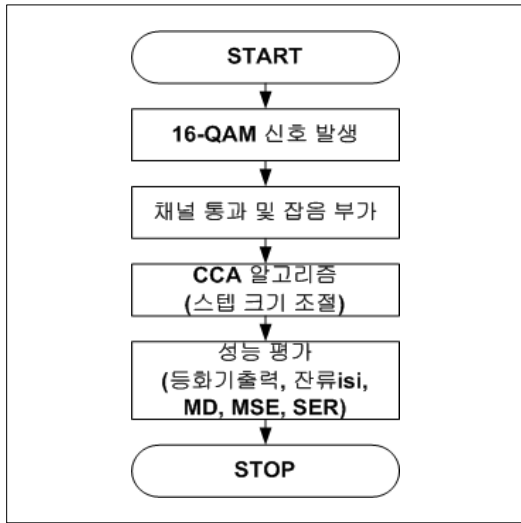 START
16-QAM 신호 발생
채널 통과 및 잡음 부가
CCA 알고리즘
(스텝 크기 조절)
성능 평가
(등화기출력, 잔류isi,
MD, MSE, SER)
STOP